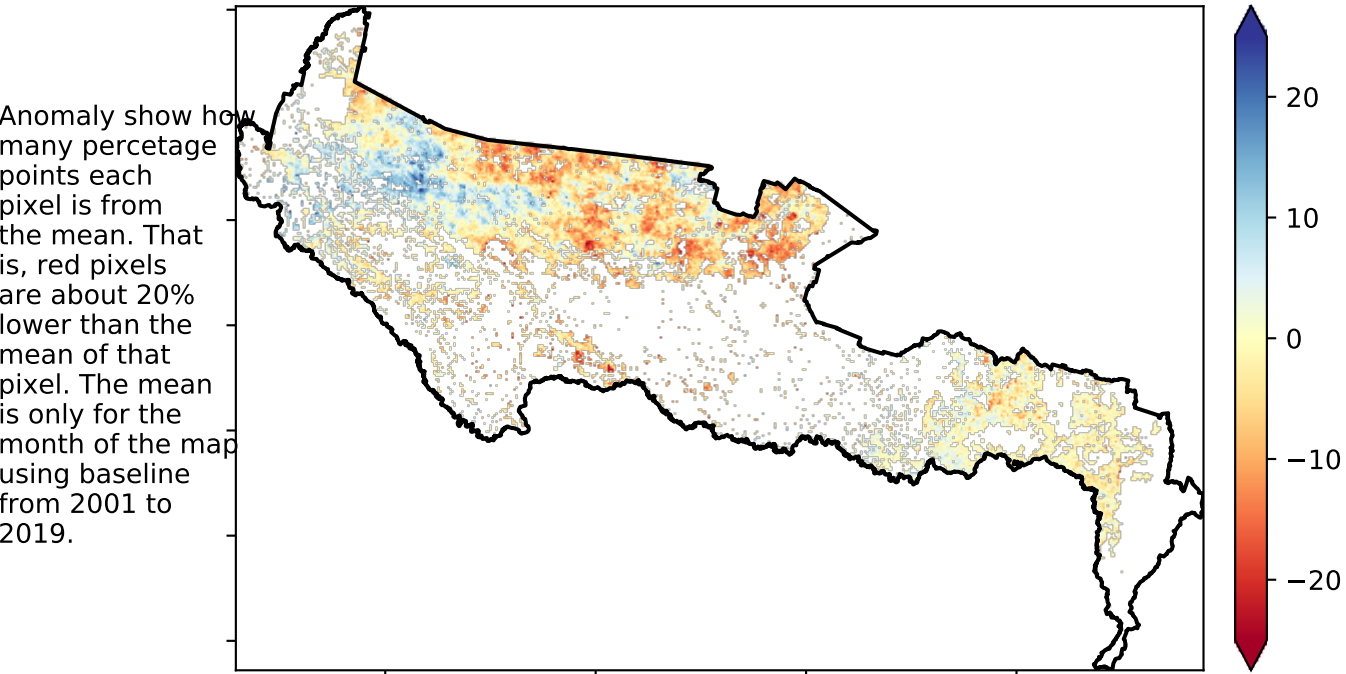 Anomaly show how
many percetage
points each
pixel is from
the mean. That
is, red pixels
are about 20%
lower than the
mean of that
pixel. The mean
is only for the
month of the map
using baseline
from 2001 to
2019.
20
10
0
−10
−20